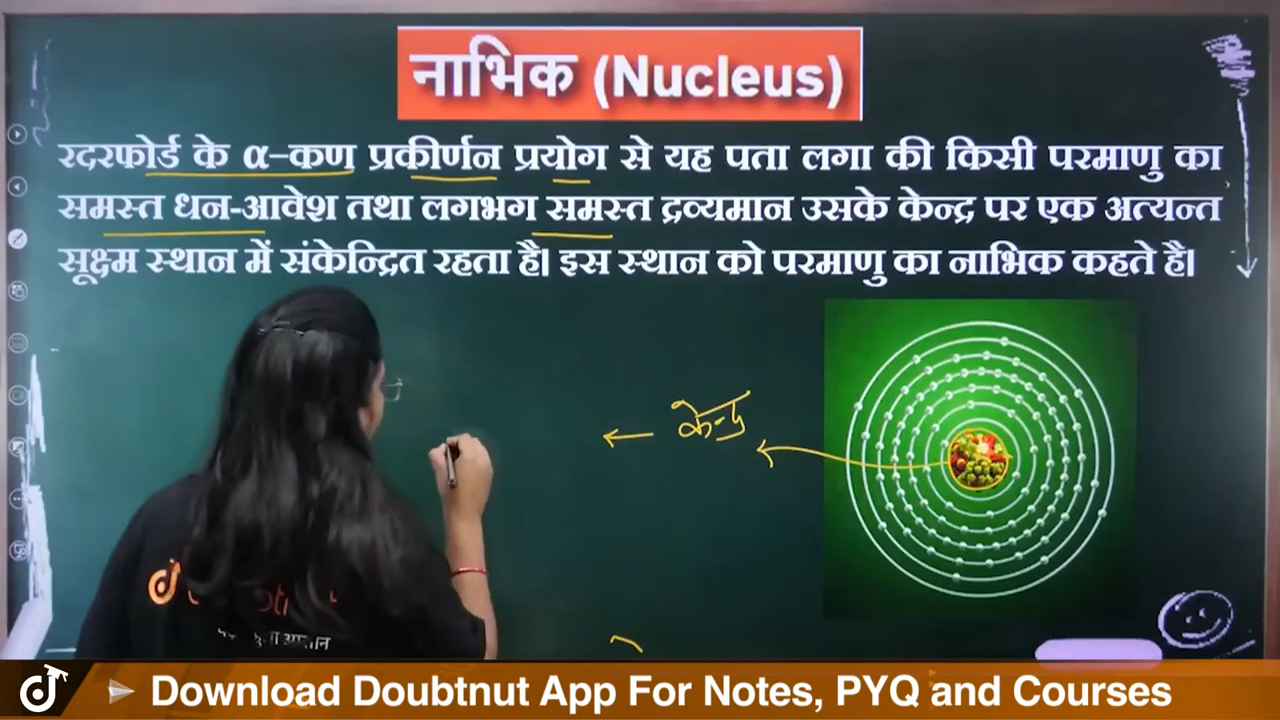 नाभिक (Nucleus)
रदरफोर्ड के α–कण प्रकीर्णन प्रयोग से यह पता लगा की किसी परमाणु का
समस्त धन-आवेश तथा लगभग समस्त द्रव्यमान उसके केन्द्र पर एक अत्यन्त
सूक्ष्म स्थान में संकेन्द्रित रहता है। इस स्थान को परमाणु का नाभिक कहते है।
केन्द्र
Download Doubtnut App For Notes, PYQ and Courses